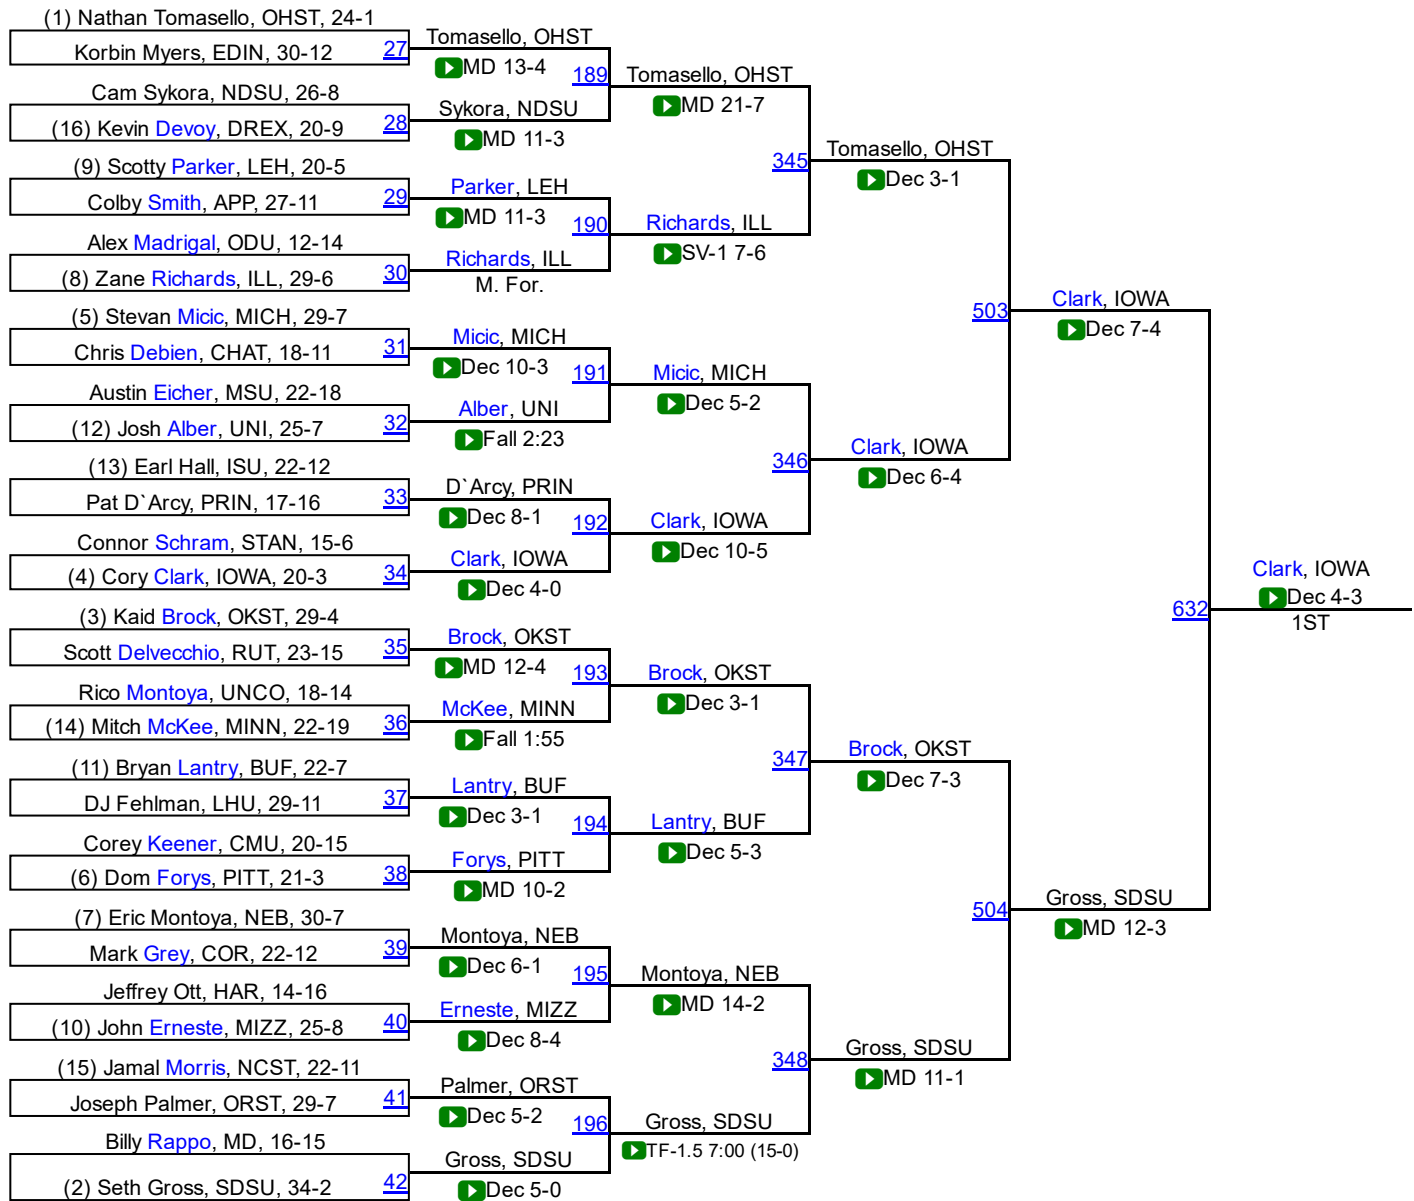 (1) Nathan Tomasello, OHST, 24-1
Korbin Myers, EDIN, 30-12
27
Cam Sykora, NDSU, 26-8
(16) Kevin Devoy, DREX, 20-9
28
(9) Scotty Parker, LEH, 20-5
Colby Smith, APP, 27-11
29
Alex Madrigal, ODU, 12-14
(8) Zane Richards, ILL, 29-6
30
(5) Stevan Micic, MICH, 29-7
Chris Debien, CHAT, 18-11
31
Austin Eicher, MSU, 22-18
(12) Josh Alber, UNI, 25-7
32
(13) Earl Hall, ISU, 22-12
Pat D`Arcy, PRIN, 17-16
33
Connor Schram, STAN, 15-6
(4) Cory Clark, IOWA, 20-3
34
(3) Kaid Brock, OKST, 29-4
Scott Delvecchio, RUT, 23-15
35
Rico Montoya, UNCO, 18-14
(14) Mitch McKee, MINN, 22-19
36
(11) Bryan Lantry, BUF, 22-7
DJ Fehlman, LHU, 29-11
37
Corey Keener, CMU, 20-15
(6) Dom Forys, PITT, 21-3
38
(7) Eric Montoya, NEB, 30-7
Mark Grey, COR, 22-12
39
Jeffrey Ott, HAR, 14-16
(10) John Erneste, MIZZ, 25-8
40
(15) Jamal Morris, NCST, 22-11
Joseph Palmer, ORST, 29-7
41
Billy Rappo, MD, 16-15
(2) Seth Gross, SDSU, 34-2
42
Tomasello, OHST
MD 13-4
189
Sykora, NDSU
MD 11-3
Parker, LEH
MD 11-3
190
Richards, ILL
M. For.
Micic, MICH
Dec 10-3
191
Alber, UNI
Fall 2:23
D`Arcy, PRIN
Dec 8-1
192
Clark, IOWA
Dec 4-0
Brock, OKST
MD 12-4
193
McKee, MINN
Fall 1:55
Lantry, BUF
Dec 3-1
194
Forys, PITT
MD 10-2
Montoya, NEB
Dec 6-1
195
Erneste, MIZZ
Dec 8-4
Palmer, ORST
Dec 5-2
196
Gross, SDSU
Dec 5-0
Tomasello, OHST
MD 21-7
345
Richards, ILL
SV-1 7-6
Micic, MICH
Dec 5-2
346
Clark, IOWA
Dec 10-5
Brock, OKST
Dec 3-1
347
Lantry, BUF
Dec 5-3
Montoya, NEB
MD 14-2
348
Gross, SDSU
TF-1.5 7:00 (15-0)
Tomasello, OHST
Dec 3-1
503
Clark, IOWA
Dec 6-4
Brock, OKST
Dec 7-3
504
Gross, SDSU
MD 11-1
Clark, IOWA
Dec 7-4
632
Gross, SDSU
MD 12-3
Clark, IOWA
Dec 4-3
1ST